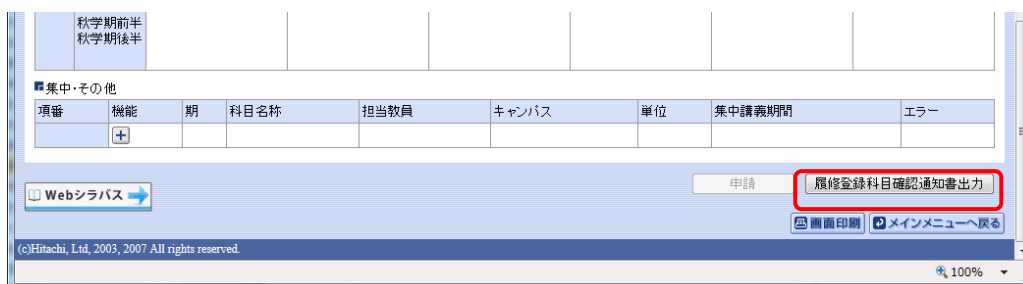 秋学期前半
秋学期後半
集中・その他
項番 機能 期 科目名称 担当教員 キャンパス 単位 集中講義期間 エラー
Webシラバス 申請 履修登録科目確認通知書出力
画面印刷 メインメニューへ戻る
(c)Hitachi, Ltd, 2003, 2007 All rights reserved.
100%